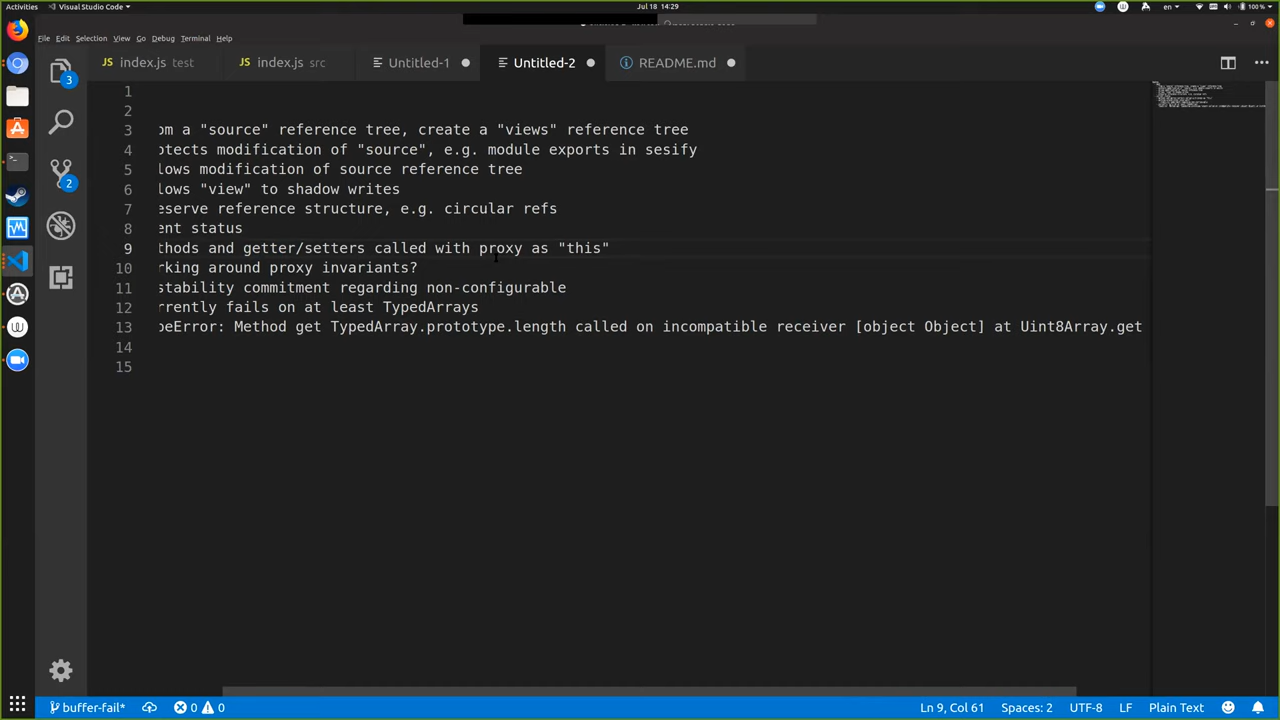 Activities
Visual Studio Code
Jul 18 14:29
en
100 %
File Edit Selection View Go Debug Terminal Help
JS index.js test
JS index.js src
Untitled-1
Untitled-2
README.md
3
2
1
2
3 om a "source" reference tree, create a "views" reference tree
4 otects modification of "source", e.g. module exports in sesify
5 lows modification of source reference tree
6 lows "view" to shadow writes
7 eserve reference structure, e.g. circular refs
8 ent status
9 thods and getter/setters called with proxy as "this"
10 rking around proxy invariants?
11 stability commitment regarding non-configurable
12 rrently fails on at least TypedArrays
13 peError: Method get TypedArray.prototype.length called on incompatible receiver [object Object] at Uint8Array.get
14
15
buffer-fail* 0 0 Ln 9, Col 61 Spaces: 2 UTF-8 LF Plain Text